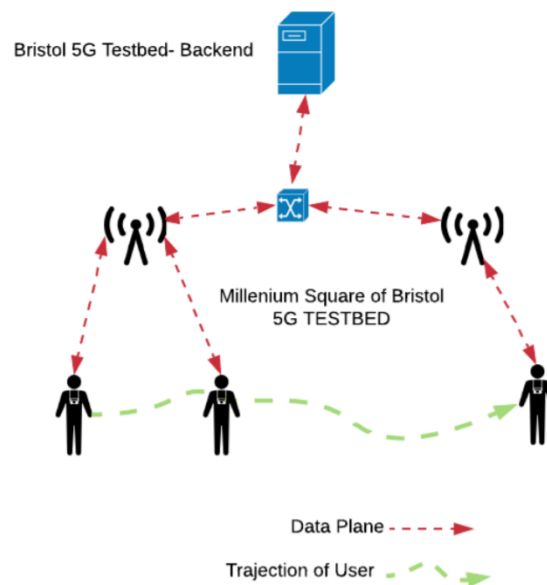 Bristol 5G Testbed- Backend
Millenium Square of Bristol
5G TESTBED
Data Plane
Trajection of User